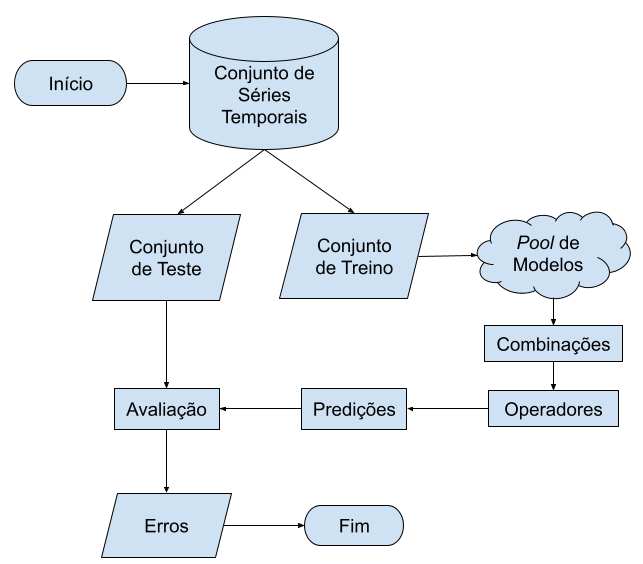 Início
Conjunto de
Séries
Temporais
Conjunto
de Teste
Conjunto
de Treino
Pool de
Modelos
Combinações
Avaliação
Predições
Operadores
Erros
Fim